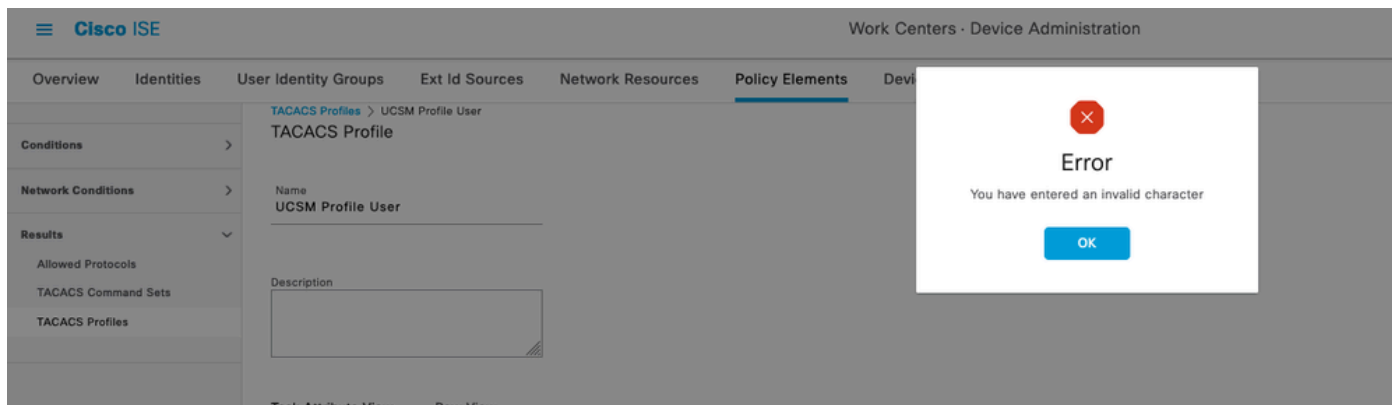 Cisco ISE
Work Centers · Device Administration
Overview Identities User Identity Groups Ext Id Sources Network Resources Policy Elements Devi
TACACS Profiles > UCSM Profile User
TACACS Profile
Conditions
Network Conditions
Results
Allowed Protocols
TACACS Command Sets
TACACS Profiles
Name
UCSM Profile User
Description
Error
You have entered an invalid character
OK